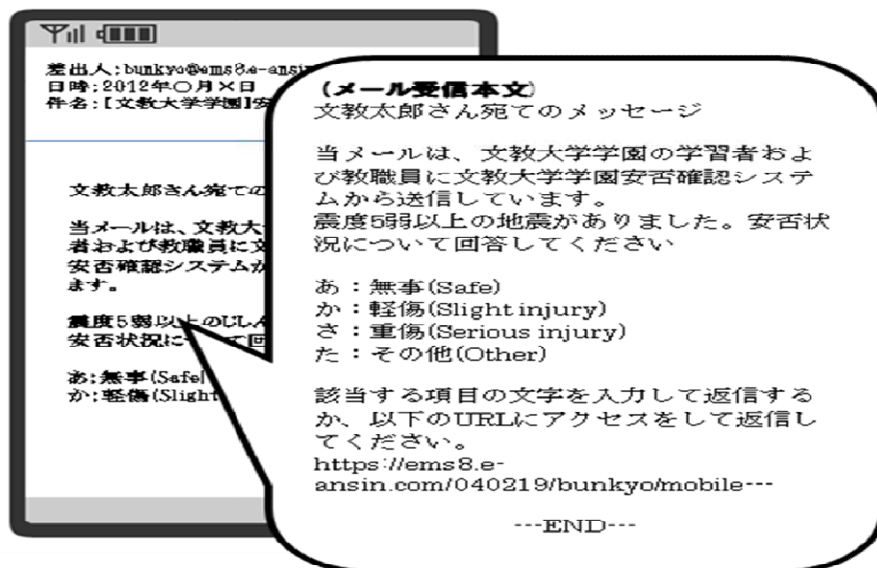 差出人:bunkyo@ems8.e-ansi
日時:2012年○月×日
件名:[文教大学学園]安
文教太郎さん宛ての
当メールは、文教大
者および教職員に文
安否確認システムか
ます。
震度5弱以上のじしん
安否状況に
あ:無事(Safe
か:軽傷(Slight
(メール受信本文)
文教太郎さん宛てのメッセージ
当メールは、文教大学学園の学習者およ
び教職員に文教大学学園安否確認システ
ムから送信しています。
震度5弱以上の地震がありました。安否状
況について回答してください
あ:無事(Safe)
か:軽傷(Slight injury)
さ:重傷(Serious injury)
た:その他(Other)
該当する項目の文字を入力して返信する
か、以下のURLにアクセスをして返信し
てください。
https://ems8.e-
ansin.com/040219/bunkyo/mobile---
---END---